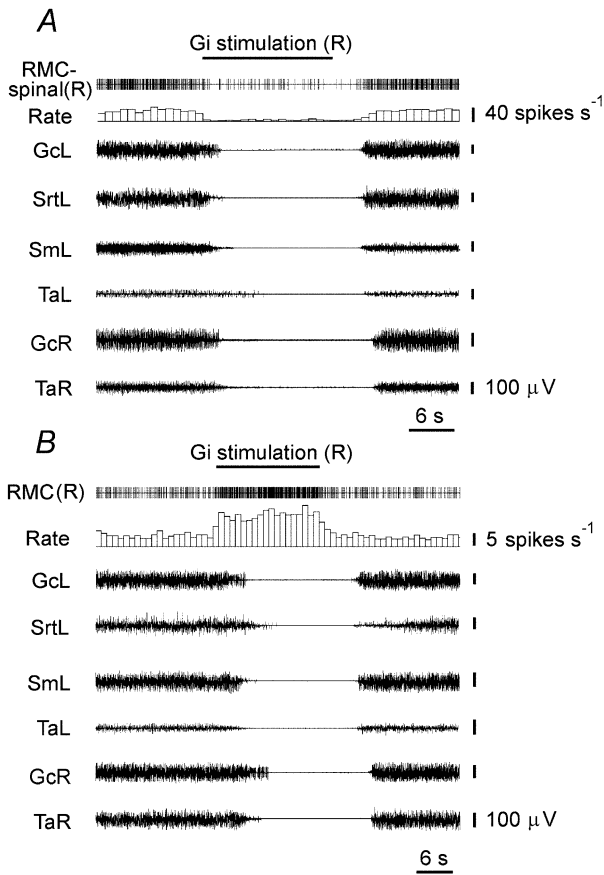 A
Gi stimulation (R)
RMC-
spinal(R)
Rate
40 spikes s⁻¹
GcL
SrtL
SmL
TaL
GcR
TaR
100 μV
6 s
B
Gi stimulation (R)
RMC(R)
Rate
5 spikes s⁻¹
GcL
SrtL
SmL
TaL
GcR
TaR
100 μV
6 s